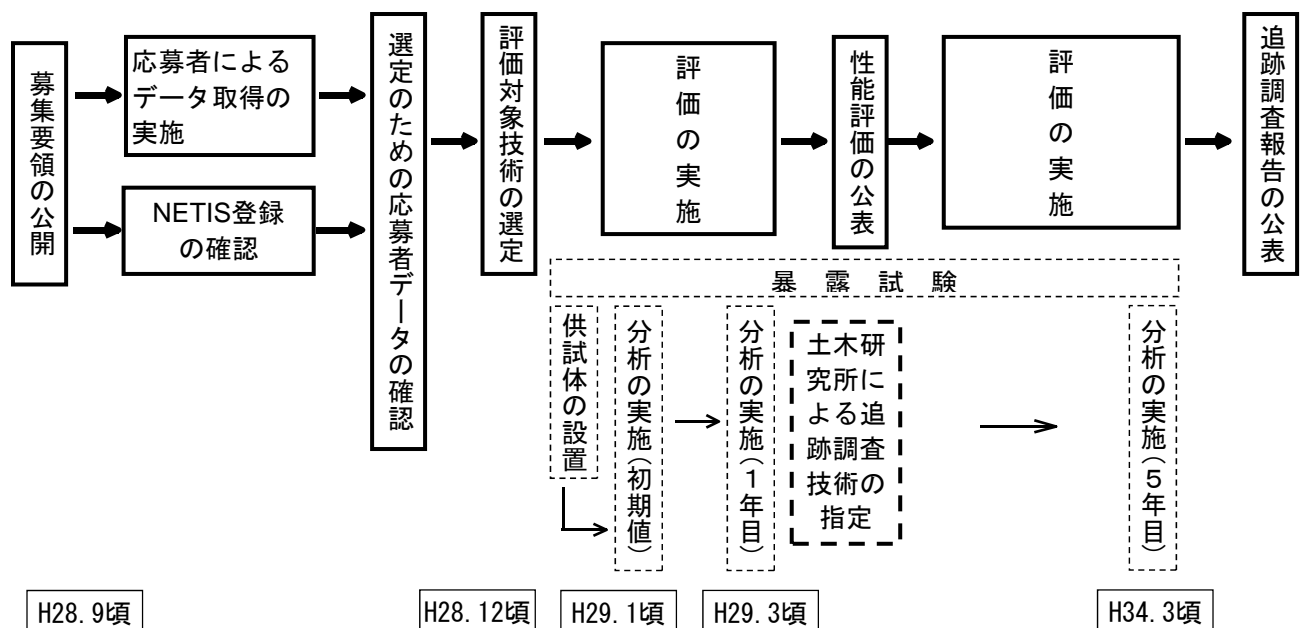 募集要領の公開
応募者による
データ取得の
実施
NETIS登録
の確認
選定のための応募者データの確認
評価対象技術の選定
評価の実施
性能評価の公表
評価の実施
追跡調査報告の公表
暴露試験
供試体の設置
分析の実施(初期値)
分析の実施(1年目)
土木研
究所に
よる追
跡調査
技術の
指定
分析の実施(5年目)
H28.9頃
H28.12頃
H29.1頃
H29.3頃
H34.3頃